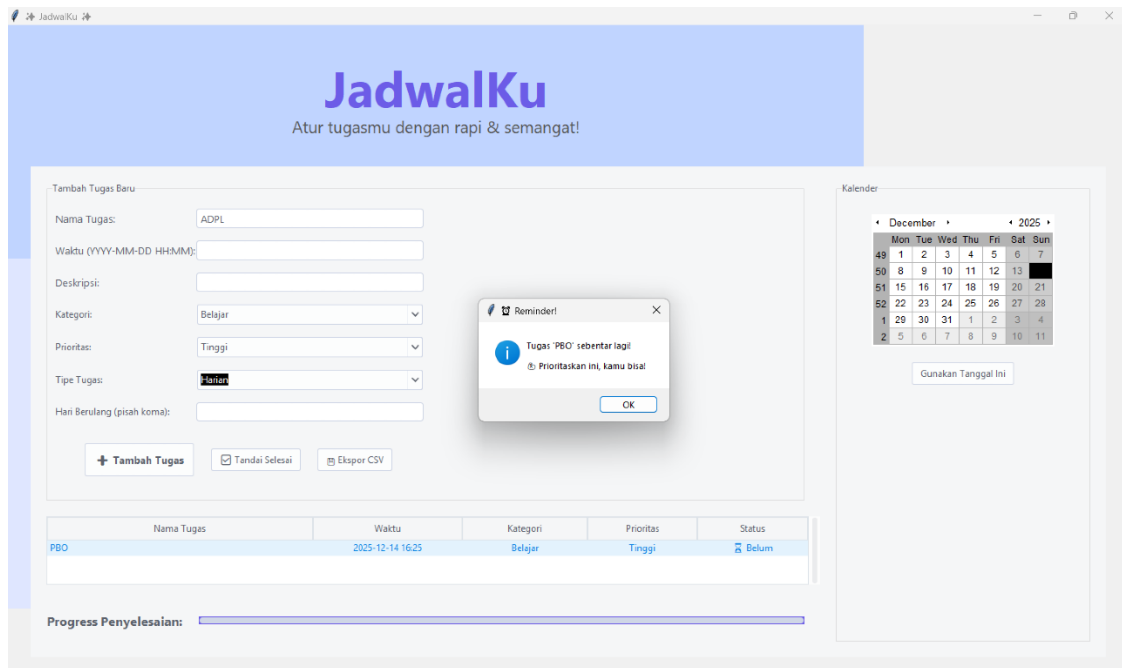 JadwalKu
JadwalKu
Atur tugasmu dengan rapi & semangat!
Tambah Tugas Baru
Nama Tugas: ADPL
Waktu (YYYY-MM-DD HH:MM):
Deskripsi:
Kategori: Belajar
Prioritas: Tinggi
Tipe Tugas: Harian
Hari Berulang (pisah koma):
+ Tambah Tugas Tandai Selesai Ekspor CSV
Reminder!
Tugas 'PBO' sebentar lagi!
Prioritaskan ini, kamu bisa!
OK
Kalender
December 2025
Mon Tue Wed Thu Fri Sat Sun
49 1 2 3 4 5 6 7
50 8 9 10 11 12 13
51 15 16 17 18 19 20 21
52 22 23 24 25 26 27 28
1 29 30 31 1 2 3 4
2 5 6 7 8 9 10 11
Gunakan Tanggal Ini
Nama Tugas Waktu Kategori Prioritas Status
PBO 2025-12-14 16:25 Belajar Tinggi Belum
Progress Penyelesaian: